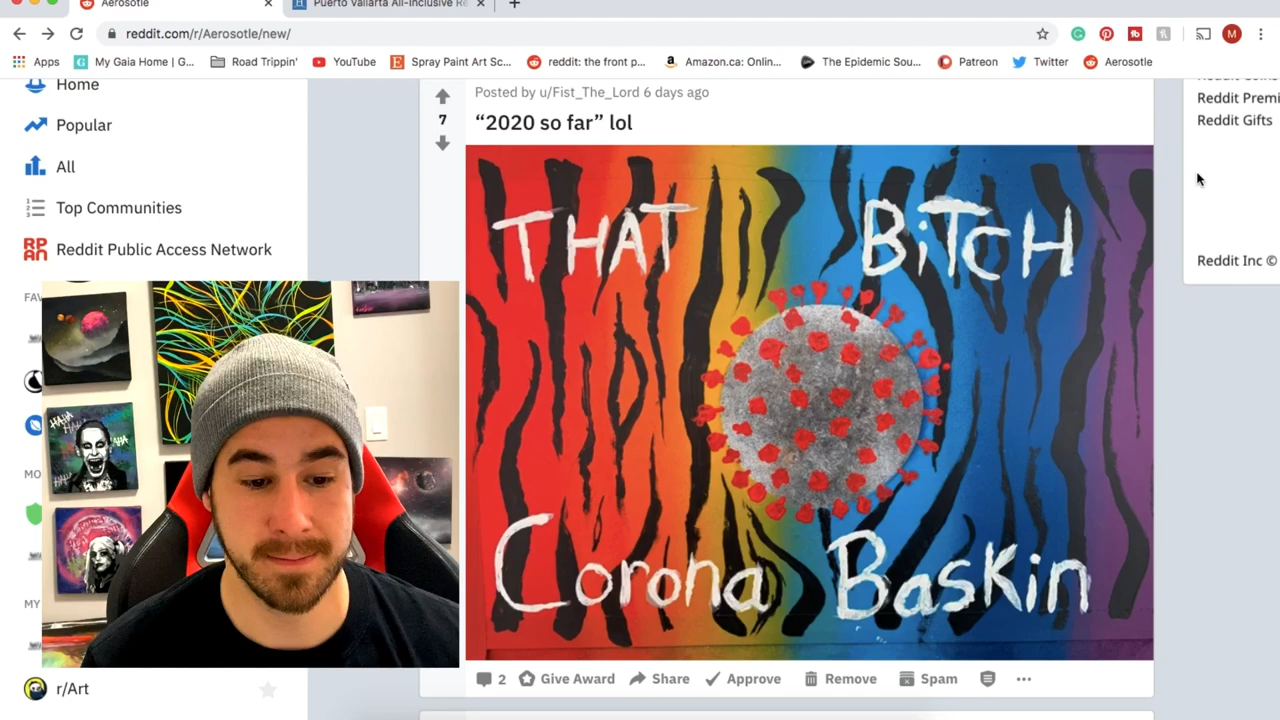 Aerosotle
Puerto Vallarta All-Inclusive Re
reddit.com/r/Aerosotle/new/
M
Apps
My Gaia Home | G...
Road Trippin'
YouTube
Spray Paint Art Sc...
reddit: the front p...
Amazon.ca: Onlin...
The Epidemic Sou...
Patreon
Twitter
Aerosotle
Home
Popular
All
Top Communities
RPAN
Reddit Public Access Network
FAV
MO
MY
r/Art
Posted by u/Fist_The_Lord 6 days ago
7
“2020 so far” lol
THAT BiTCH
Corona Baskin
2
Give Award
Share
Approve
Remove
Spam
Reddit Premi
Reddit Gifts
Reddit Inc ©